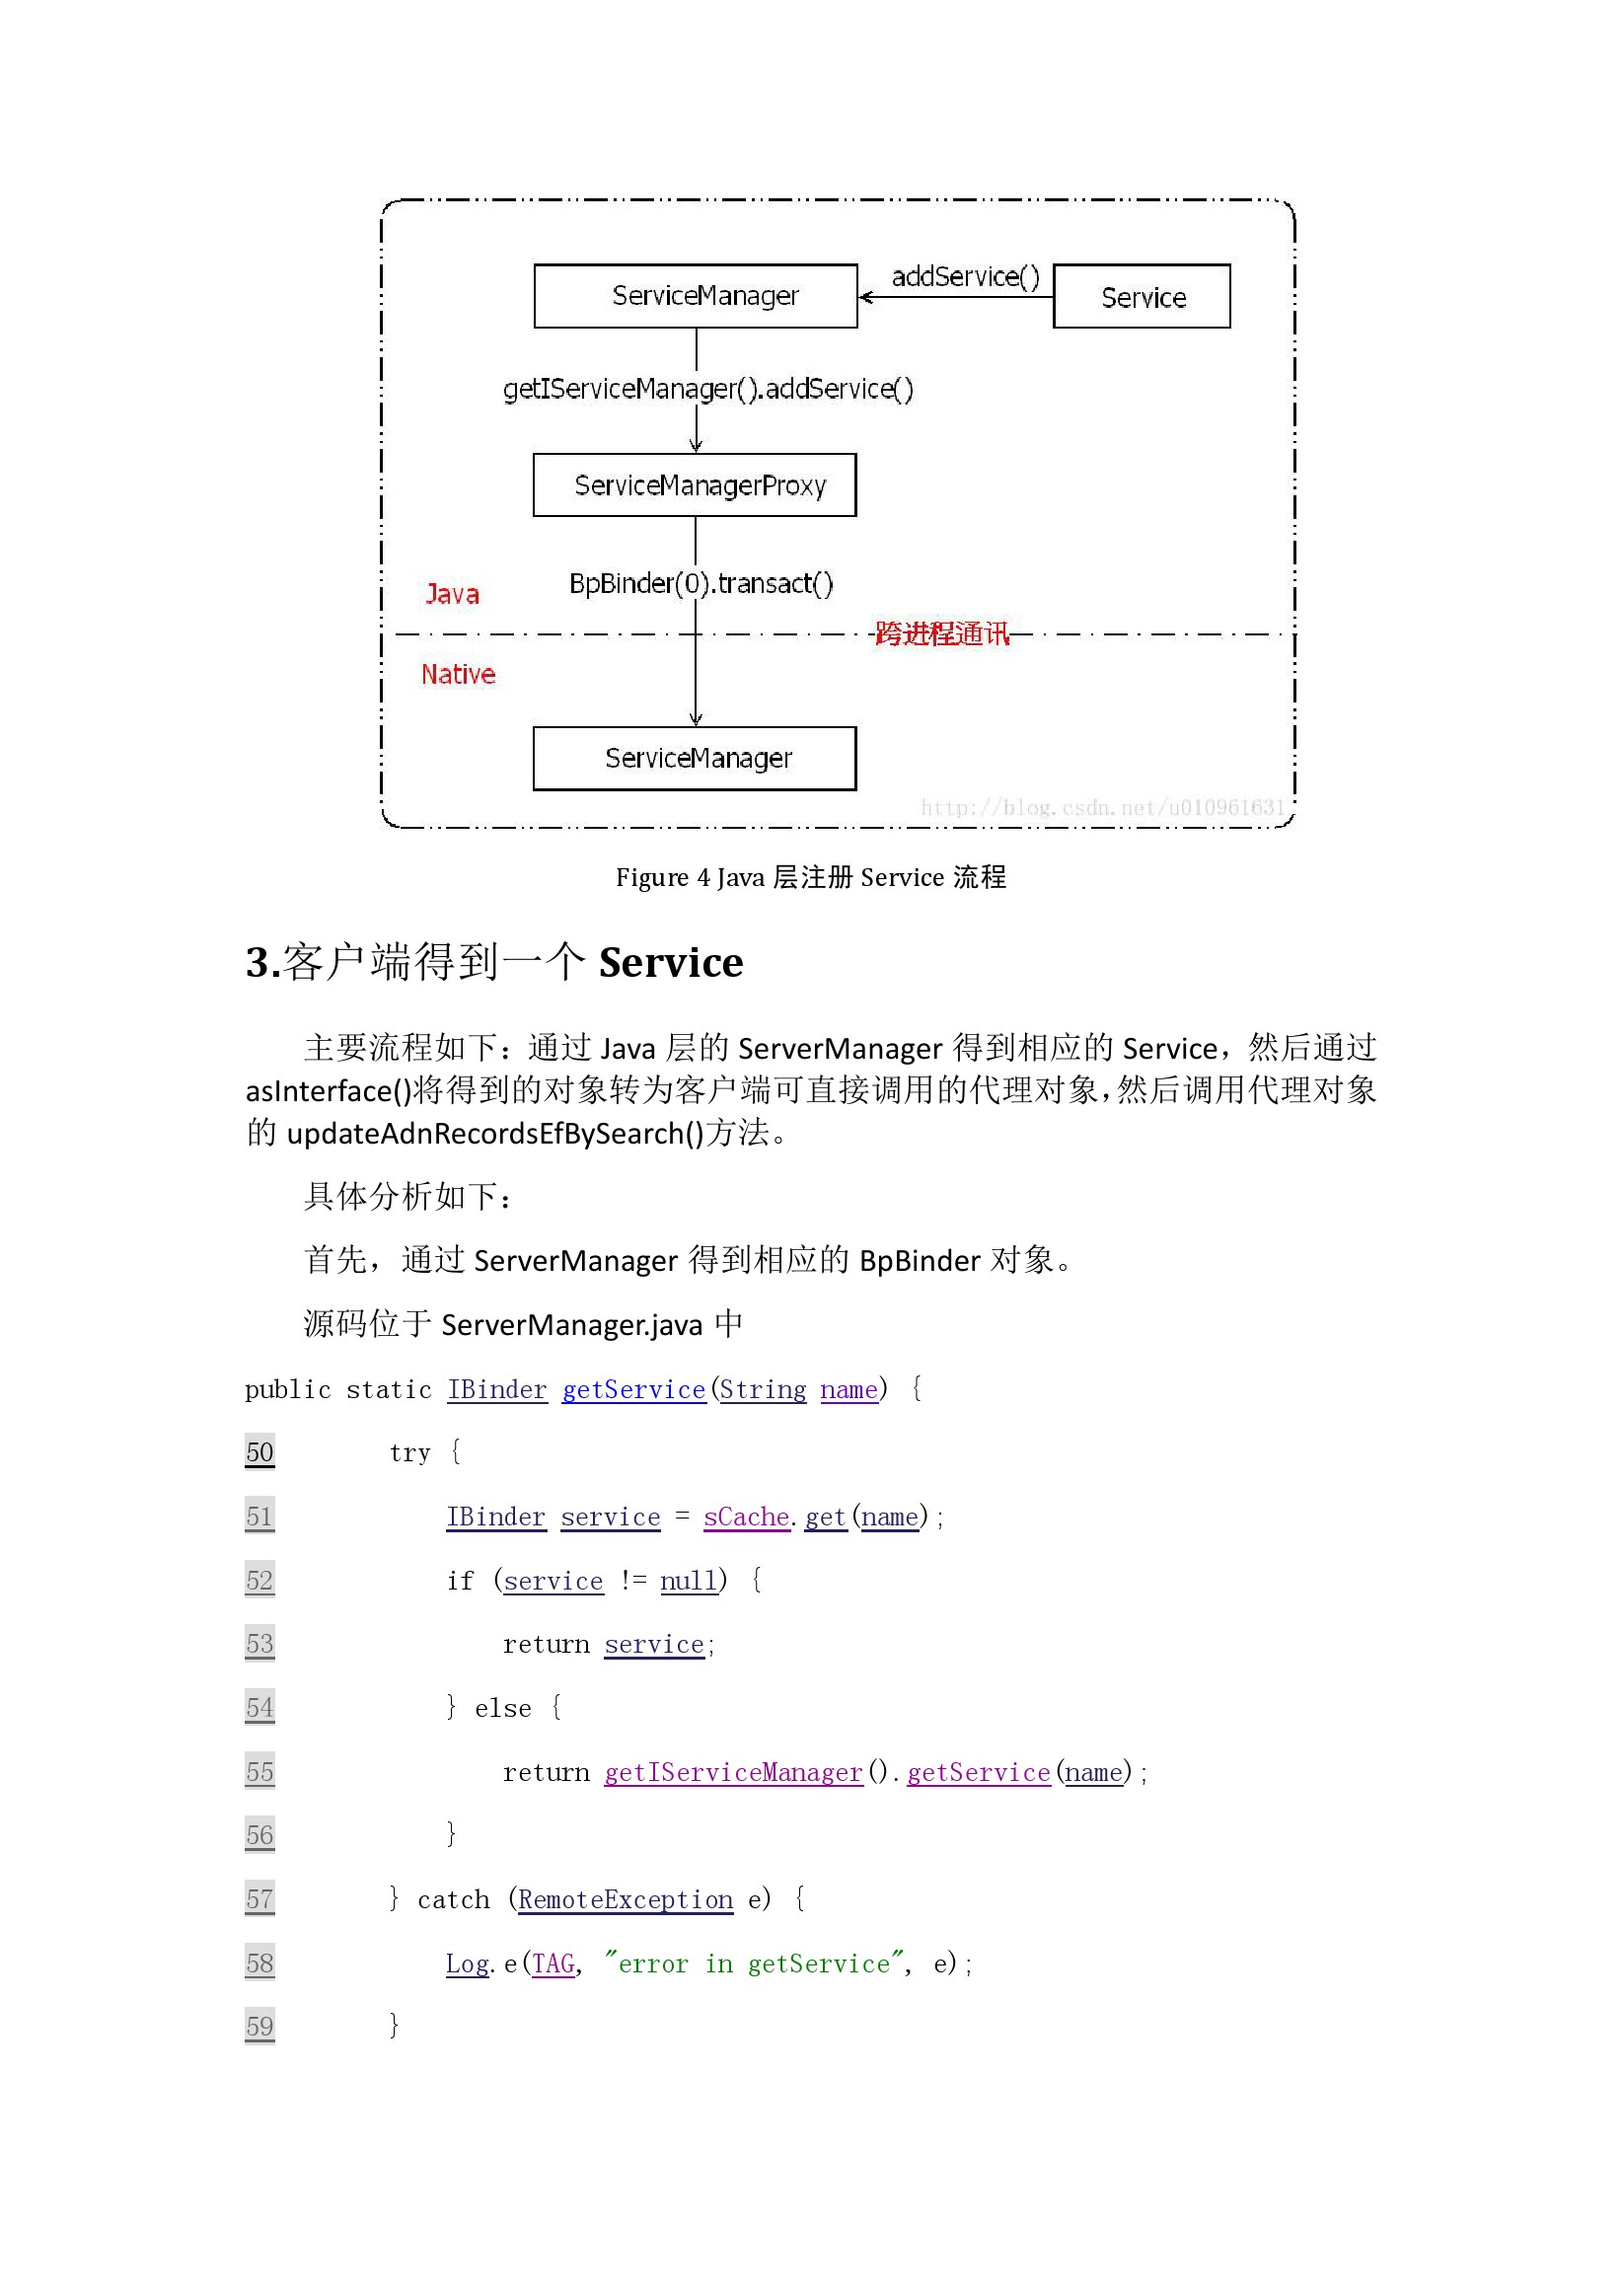 addService()
ServiceManager
Service
getIServiceManager().addService()
ServiceManagerProxy
BpBinder(0).transact()
Java
跨进程通讯
Native
ServiceManager
http://blog.csdn.net/u010961631
Figure 4 Java 层注册 Service 流程
3.客户端得到一个 Service
主要流程如下：通过 Java 层的 ServerManager 得到相应的 Service，然后通过
asInterface()将得到的对象转为客户端可直接调用的代理对象，然后调用代理对象
的 updateAdnRecordsEfBySearch()方法。
具体分析如下：
首先，通过 ServerManager 得到相应的 BpBinder 对象。
源码位于 ServerManager.java 中
public static IBinder getService(String name) {
50        try {
51            IBinder service = sCache.get(name);
52            if (service != null) {
53                return service;
54            } else {
55                return getIServiceManager().getService(name);
56            }
57        } catch (RemoteException e) {
58            Log.e(TAG, "error in getService", e);
59        }